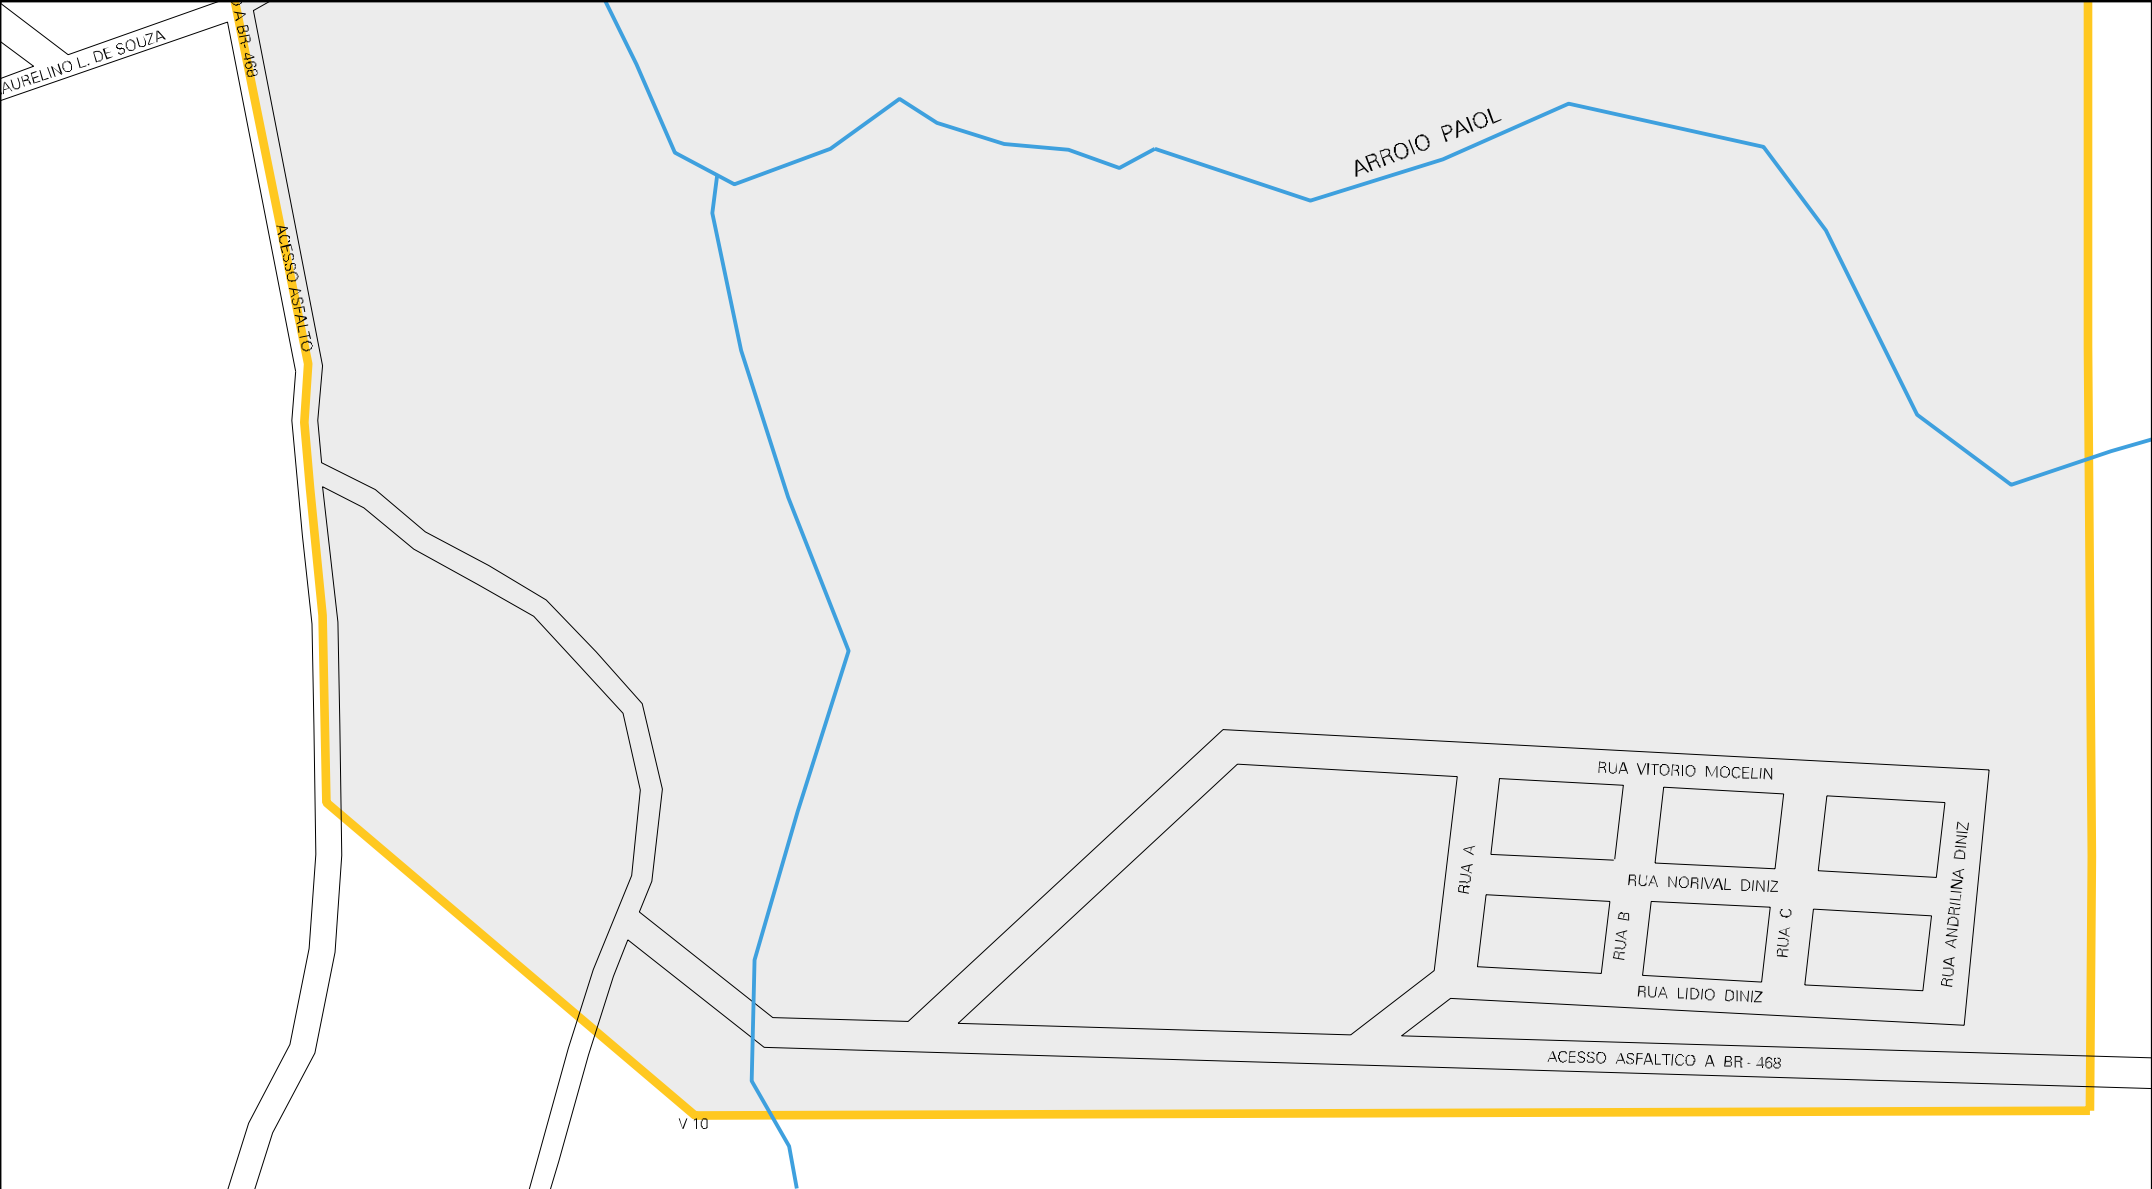 AURELINO L. DE SOUZA
A BR-468
ACESSO ASFALTO
ARROIO PAIOL
RUA VITORIO MOCELIN
RUA A
RUA NORIVAL DINIZ
RUA B
RUA C
RUA ANDRILINA DINIZ
RUA LIDIO DINIZ
ACESSO ASFALTICO A BR - 468
V 10